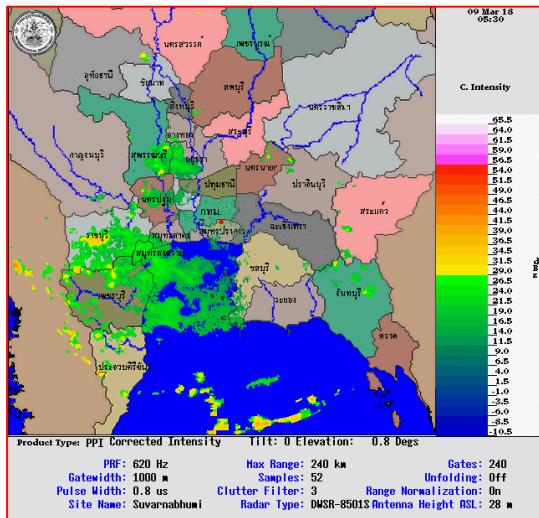 09 Mar 18
05:30
C. Intensity
65.5
64.0
61.5
59.0
56.5
54.0
51.5
49.0
46.5
44.0
41.5
39.0
36.5
34.0
31.5
29.0
26.5
24.0
21.5
19.0
16.5
14.0
11.5
9.0
6.5
4.0
1.5
-1.0
-3.5
-6.0
-8.5
-10.5
นครสวรรค์
เพชรบูรณ์
อุทัยธานี
ชัยนาท
ลพบุรี
สิงห์บุรี
นครราชสีมา
อ่างทอง
สระบุรี
กาญจนบุรี
สุพรรณบุรี
อยุธยา
นครนายก
ปทุมธานี
ปราจีนบุรี
นครปฐม
กทม.
สระแก้ว
ราชบุรี
สมุทรสาคร
สมุทรปราการ
ฉะเชิงเทรา
สมุทรสงคราม
ชลบุรี
เพชรบุรี
ระยอง
จันทบุรี
ตราด
ประจวบคีรีขันธ์
Product Type: PPI Corrected Intensity Tilt: 0 Elevation: 0.8 Degs
PRF: 620 Hz Max Range: 240 km Gates: 240
Gatewidth: 1000 m Samples: 52 Unfolding: Off
Pulse Width: 0.8 us Clutter Filter: 3 Range Normalization: On
Site Name: Suvarnabhumi Radar Type: DWSR-8501S Antenna Height ASL: 28 m